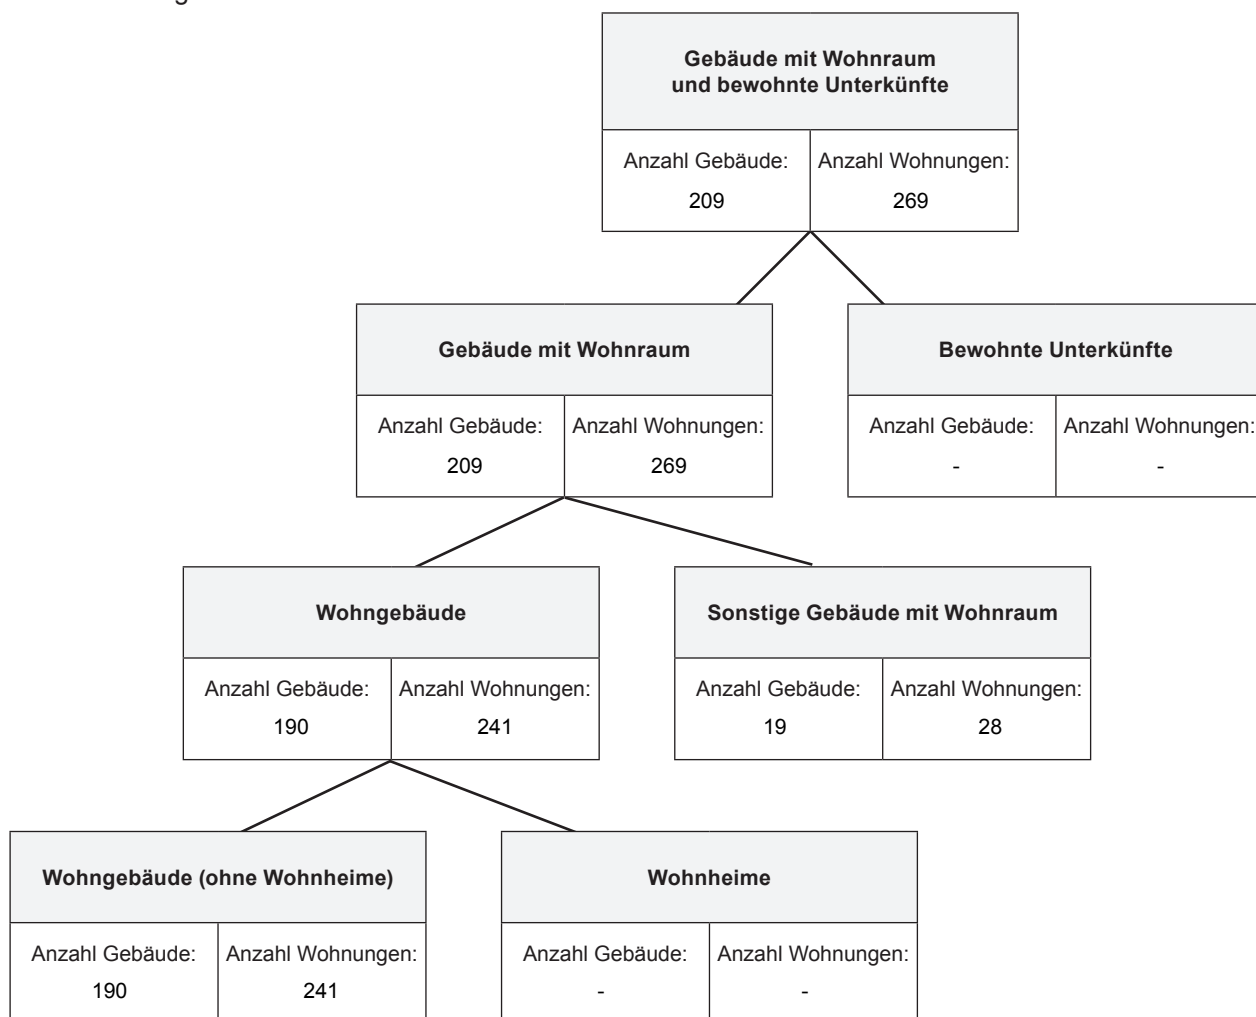 Gebäude mit Wohnraum
und bewohnte Unterkünfte
Anzahl Gebäude: Anzahl Wohnungen:
209 269
Gebäude mit Wohnraum Bewohnte Unterkünfte
Anzahl Gebäude: Anzahl Wohnungen: Anzahl Gebäude: Anzahl Wohnungen:
209 269 - -
Wohngebäude Sonstige Gebäude mit Wohnraum
Anzahl Gebäude: Anzahl Wohnungen: Anzahl Gebäude: Anzahl Wohnungen:
190 241 19 28
Wohngebäude (ohne Wohnheime) Wohnheime
Anzahl Gebäude: Anzahl Wohnungen: Anzahl Gebäude: Anzahl Wohnungen:
190 241 - -